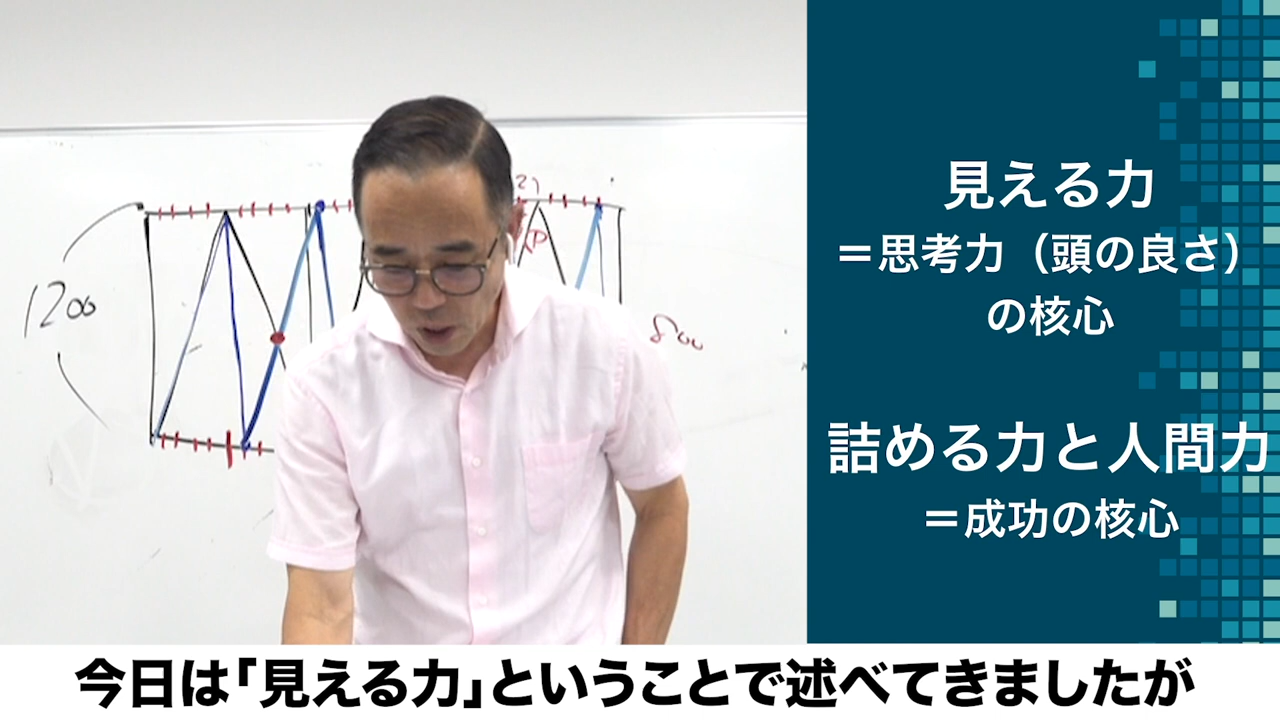 1200
P
800
見える力
＝思考力（頭の良さ）
の核心
詰める力と人間力
＝成功の核心
今日は「見える力」ということで述べてきましたが